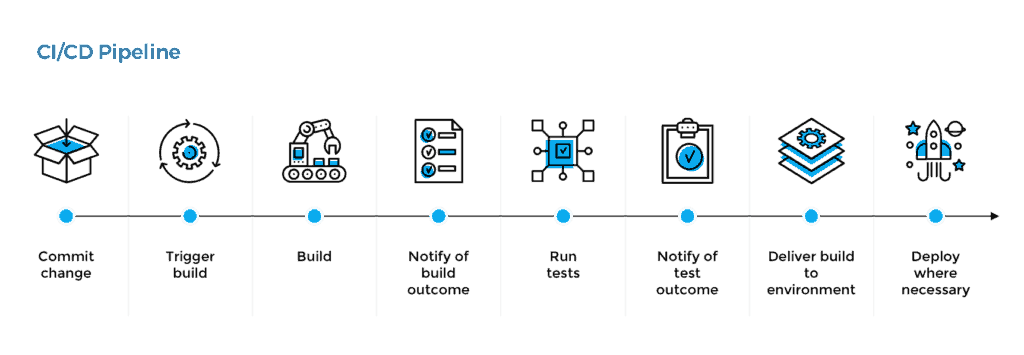 CI/CD Pipeline
Commit
change
Trigger
build
Build
Notify of
build
outcome
Run
tests
Notify of
test
outcome
Deliver build
to
environment
Deploy
where
necessary